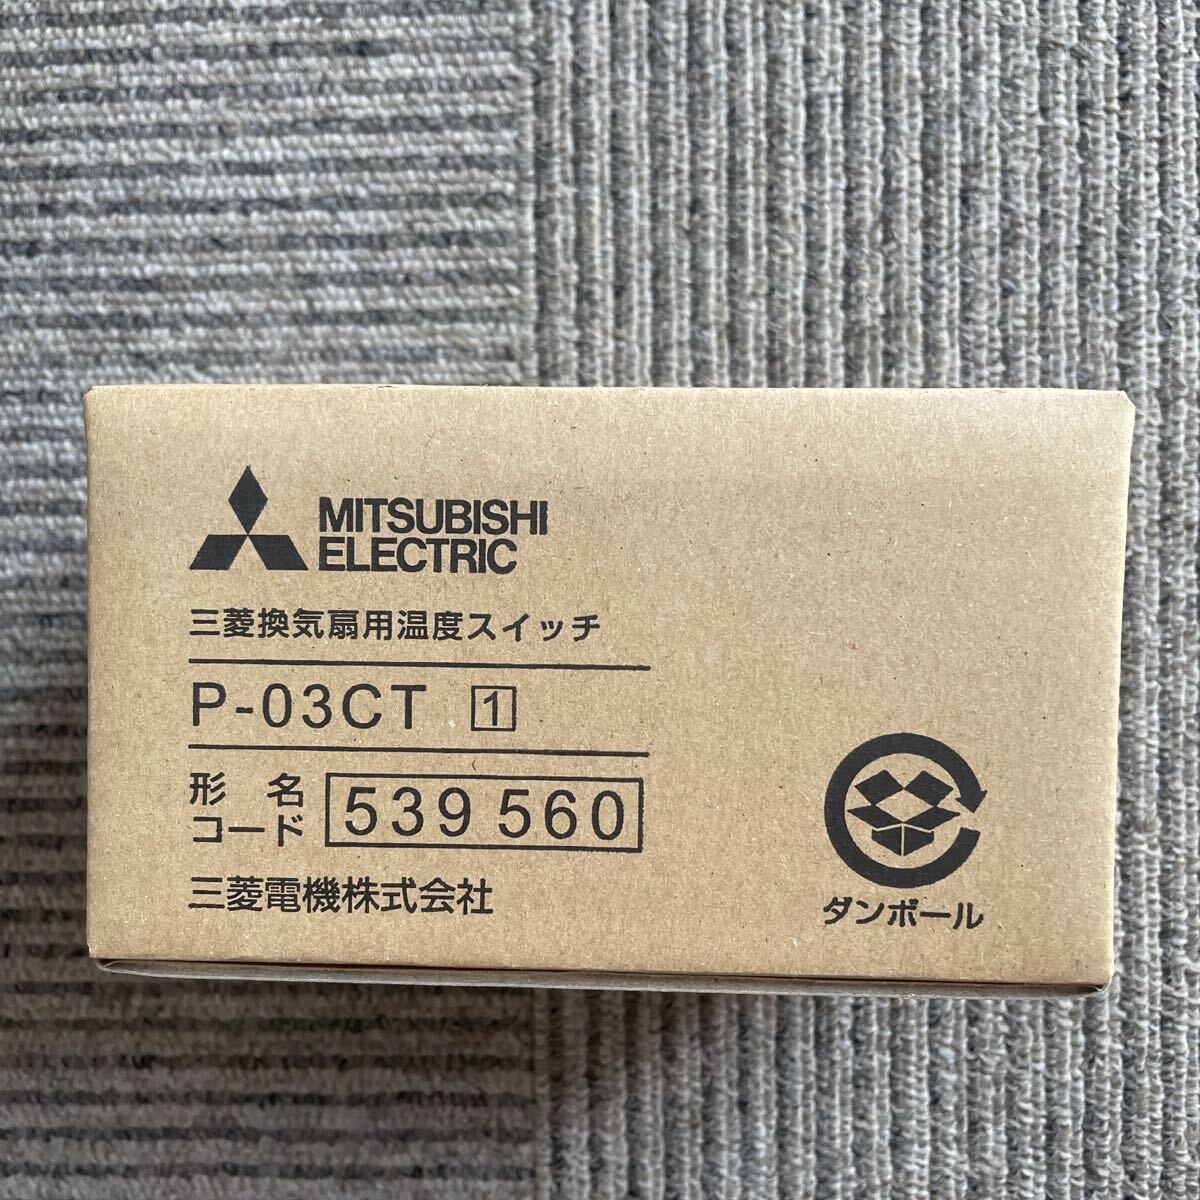 MITSUBISHI
ELECTRIC
三菱換気扇用温度スイッチ
P-03CT 1
形名
コード 539 560
三菱電機株式会社
ダンボール